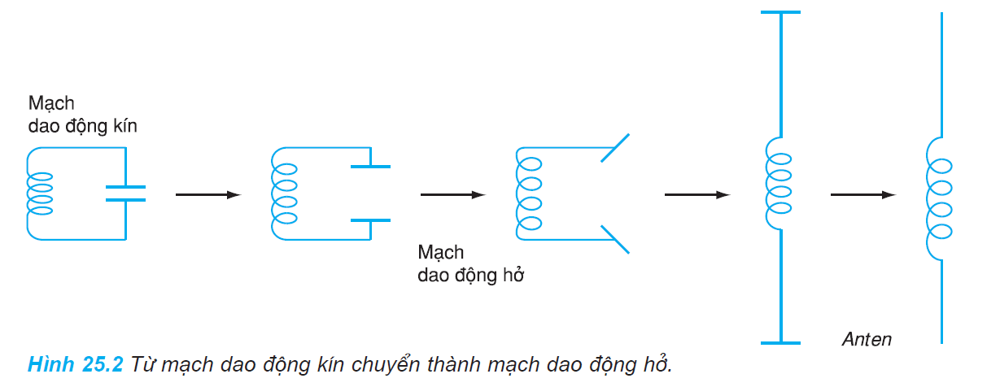 Mạch
dao động kín
Mạch
dao động hở
Anten
Hình 25.2 Từ mạch dao động kín chuyển thành mạch dao động hở.